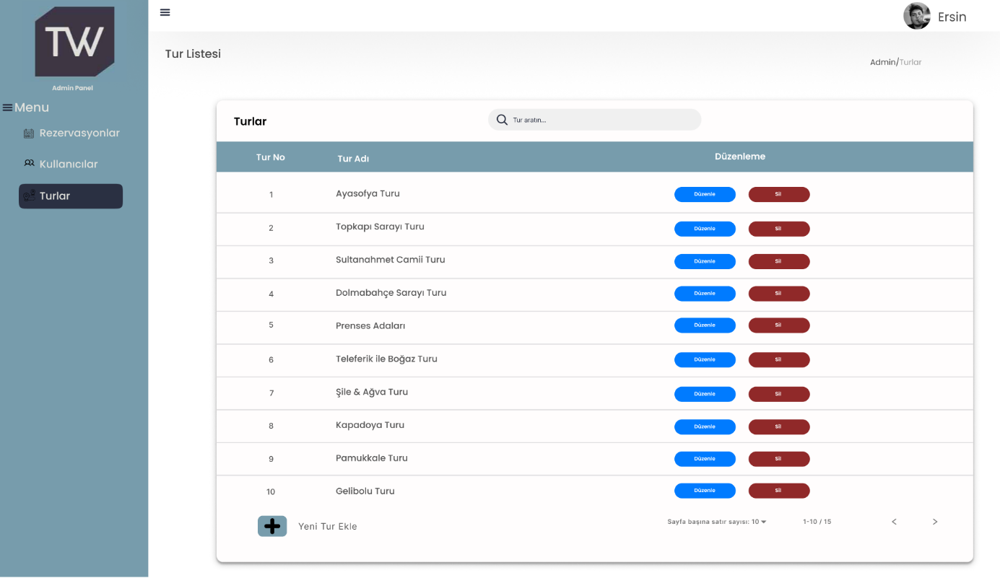 TW
Admin Panel
Menu
Rezervasyonlar
Kullanıcılar
Turlar
Ersin
Tur Listesi
Admin/Turlar
Turlar
Tur aratın...
Tur No Tur Adı Düzenleme
1 Ayasofya Turu Düzenle Sil
2 Topkapı Sarayı Turu Düzenle Sil
3 Sultanahmet Camii Turu Düzenle Sil
4 Dolmabahçe Sarayı Turu Düzenle Sil
5 Prenses Adaları Düzenle Sil
6 Teleferik ile Boğaz Turu Düzenle Sil
7 Şile & Ağva Turu Düzenle Sil
8 Kapadoya Turu Düzenle Sil
9 Pamukkale Turu Düzenle Sil
10 Gelibolu Turu Düzenle Sil
Yeni Tur Ekle
Sayfa başına satır sayısı: 10 1-10 / 15